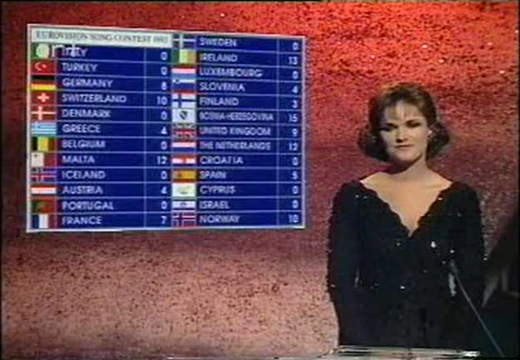 EUROVISION SONG CONTEST 1993
ITALY 0
TURKEY 0
GERMANY 8
SWITZERLAND 10
DENMARK 0
GREECE 4
BELGIUM 0
MALTA 12
ICELAND 0
AUSTRIA 4
PORTUGAL 0
FRANCE 7
SWEDEN 0
IRELAND 13
LUXEMBOURG 0
SLOVENIA 4
FINLAND 3
BOSNIA-HERZEGOVINA 15
UNITED KINGDOM 9
THE NETHERLANDS 12
CROATIA 0
SPAIN 5
CYPRUS 0
ISRAEL 0
NORWAY 10